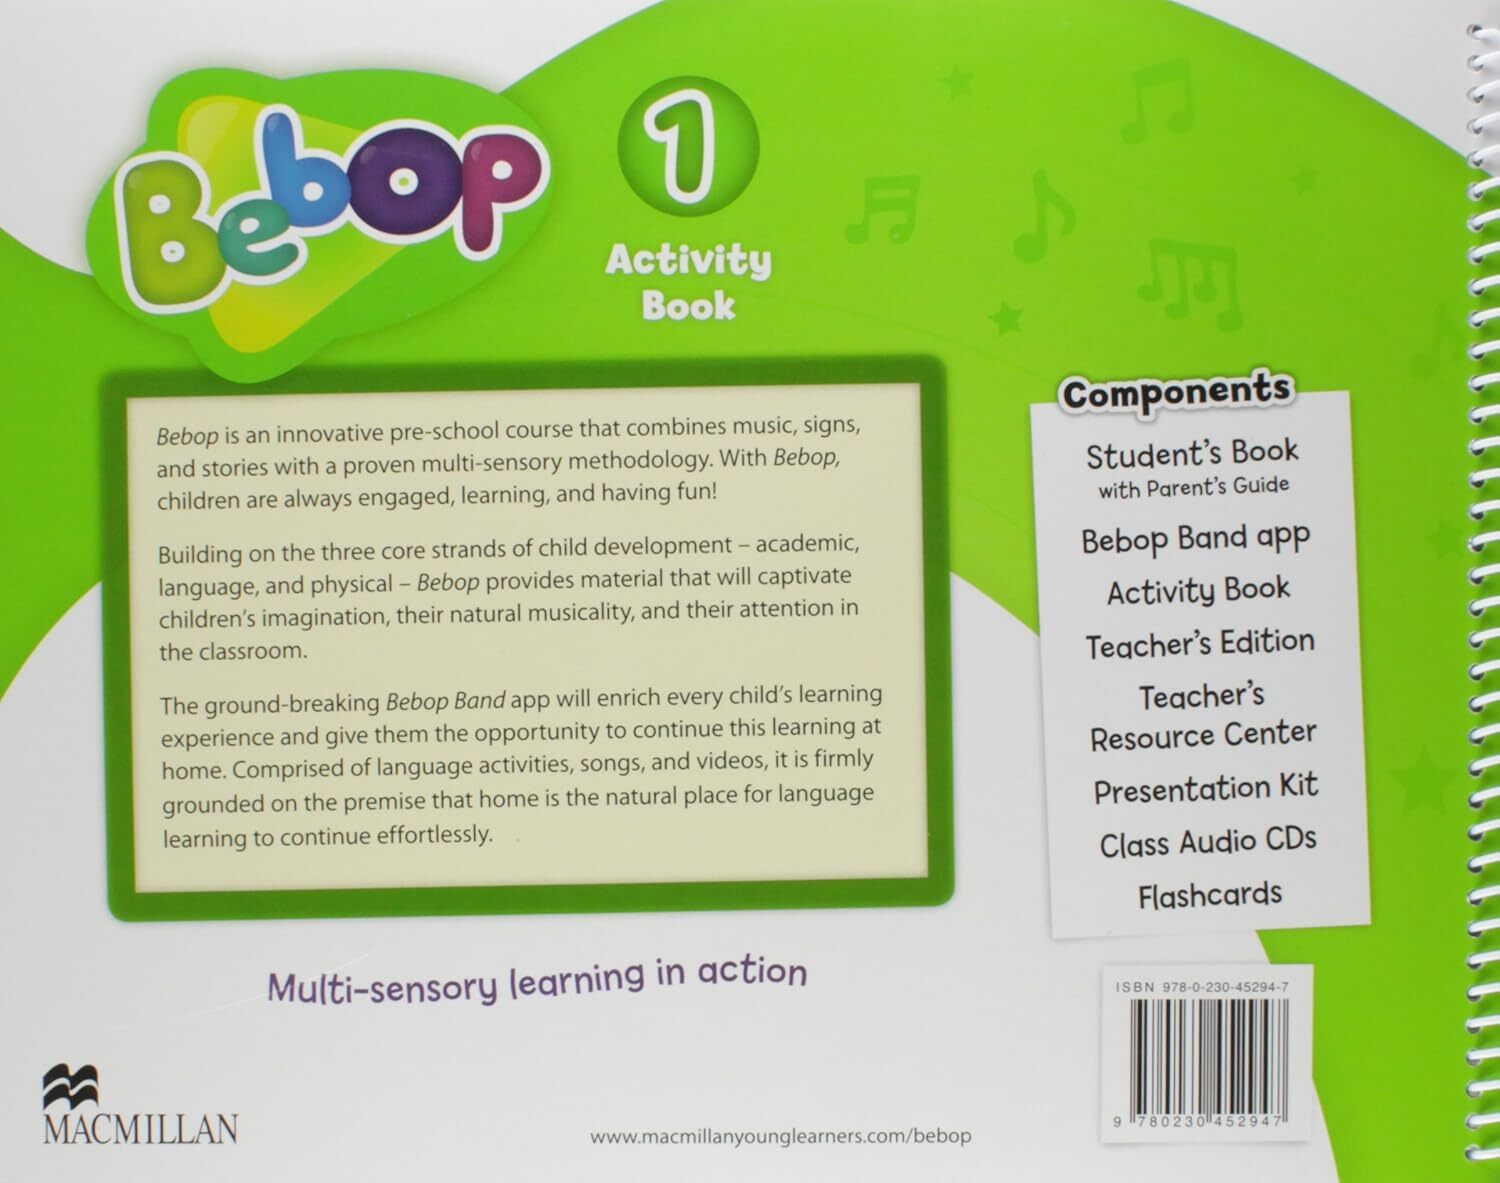 Bebop
1
Activity
Book
Bebop is an innovative pre-school course that combines music, signs,
and stories with a proven multi-sensory methodology. With Bebop,
children are always engaged, learning, and having fun!
Building on the three core strands of child development – academic,
language, and physical – Bebop provides material that will captivate
children's imagination, their natural musicality, and their attention in
the classroom.
The ground-breaking Bebop Band app will enrich every child's learning
experience and give them the opportunity to continue this learning at
home. Comprised of language activities, songs, and videos, it is firmly
grounded on the premise that home is the natural place for language
learning to continue effortlessly.
Components
Student's Book
with Parent's Guide
Bebop Band app
Activity Book
Teacher's Edition
Teacher's
Resource Center
Presentation Kit
Class Audio CDs
Flashcards
Multi-sensory learning in action
ISBN 978-0-230-45294-7
9 780230 452947
MACMILLAN
www.macmillanyounglearners.com/bebop